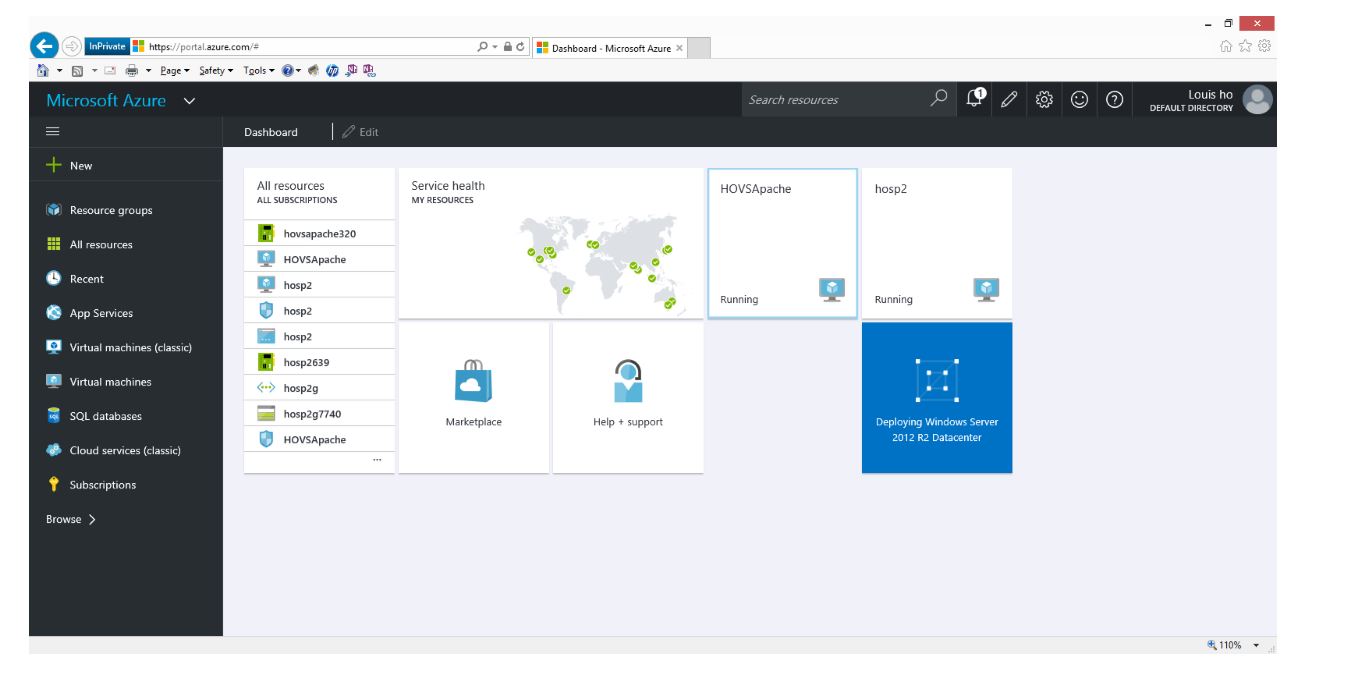 InPrivate https://portal.azure.com/#
Dashboard - Microsoft Azure ×
Page Safety Tools
Microsoft Azure
Search resources
1
Louis ho
DEFAULT DIRECTORY
Dashboard Edit
New
Resource groups
All resources
Recent
App Services
Virtual machines (classic)
Virtual machines
SQL databases
Cloud services (classic)
Subscriptions
Browse >
All resources
ALL SUBSCRIPTIONS
hovsapache320
HOVSApache
hosp2
hosp2
hosp2
hosp2639
hosp2g
hosp2g7740
HOVSApache
...
Service health
MY RESOURCES
HOVSApache
Running
hosp2
Running
Marketplace
Help + support
Deploying Windows Server
2012 R2 Datacenter
110%